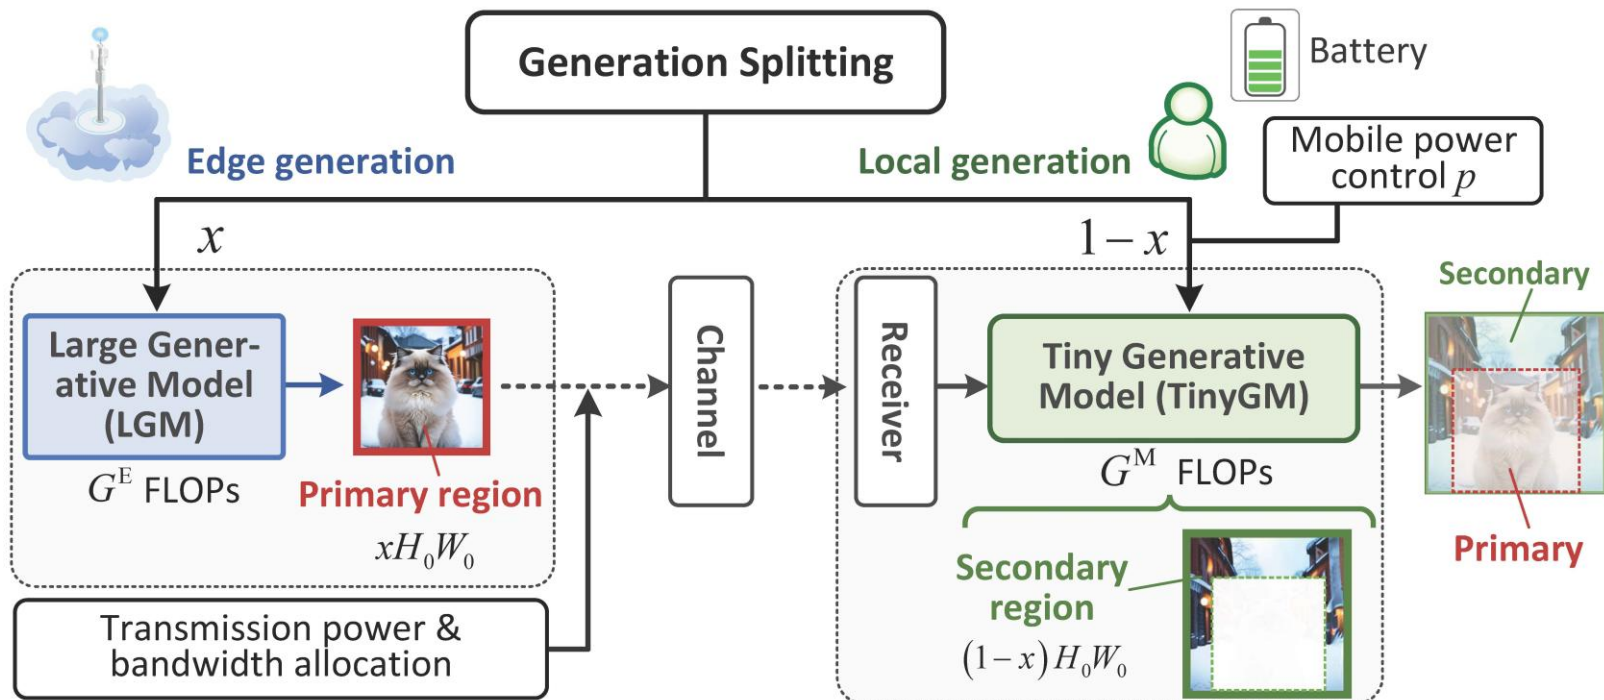 Generation Splitting
Battery
Edge generation
Local generation
Mobile power
control p
x
1 − x
Large Gener-
ative Model
(LGM)
G^E FLOPs
Primary region
xH₀W₀
Transmission power &
bandwidth allocation
Channel
Receiver
Tiny Generative
Model (TinyGM)
G^M FLOPs
Secondary
region
(1 − x) H₀W₀
Secondary
Primary